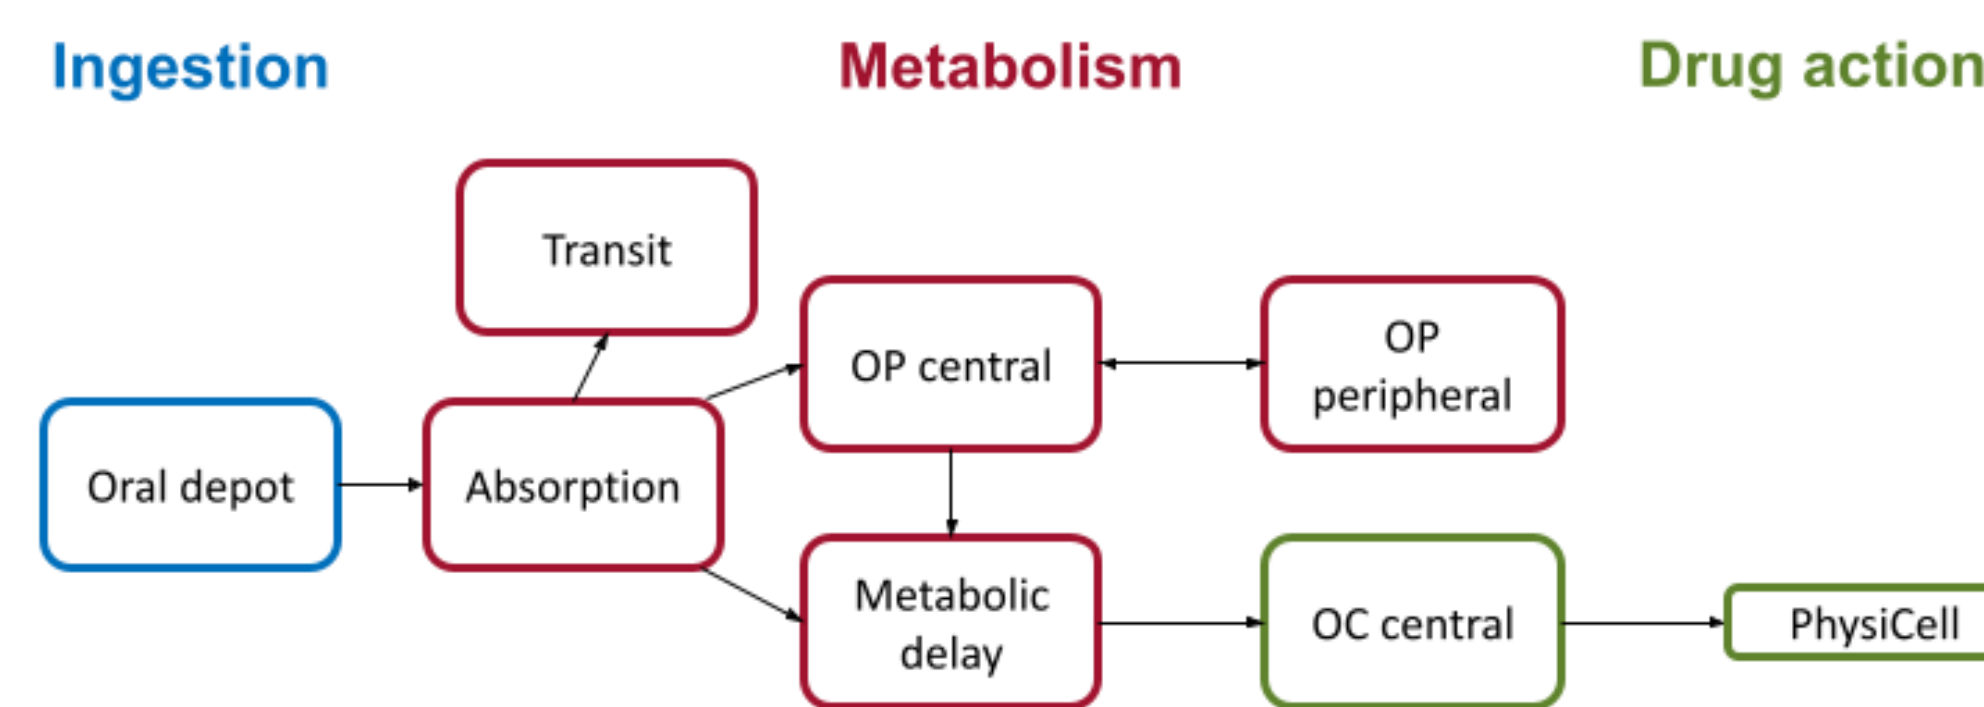 Ingestion
Metabolism
Drug action
Transit
OP central
OP
peripheral
Oral depot
Absorption
Metabolic
delay
OC central
PhysiCell